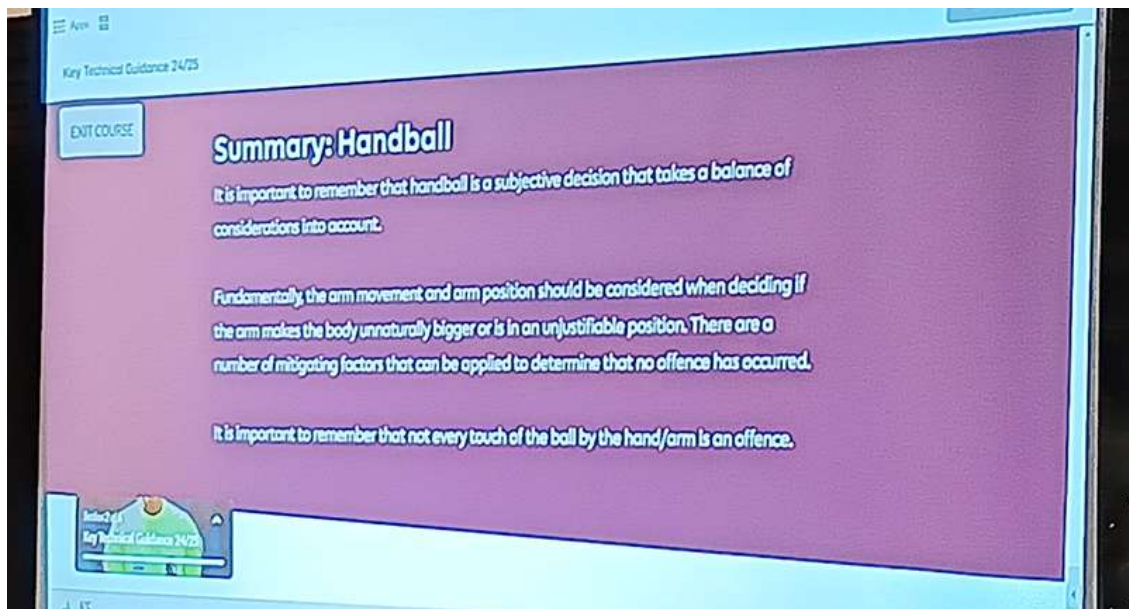 Apps
Key Technical Guidance 24/25
EXIT COURSE
Summary: Handball
It is important to remember that handball is a subjective decision that takes a balance of
considerations into account.
Fundamentally, the arm movement and arm position should be considered when deciding if
the arm makes the body unnaturally bigger or is in an unjustifiable position. There are a
number of mitigating factors that can be applied to determine that no offence has occurred.
It is important to remember that not every touch of the ball by the hand/arm is an offence.
Key Technical Guidance 24/25